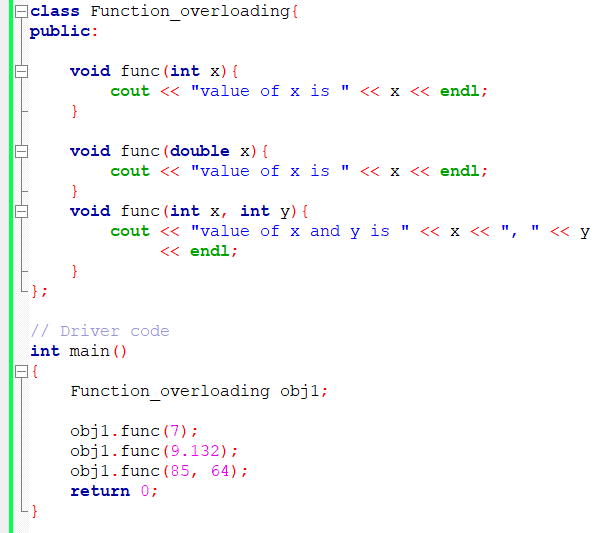 class Function_overloading{
public:
    void func(int x){
        cout << "value of x is " << x << endl;
    }
    void func(double x){
        cout << "value of x is " << x << endl;
    }
    void func(int x, int y){
        cout << "value of x and y is " << x << ", " << y
             << endl;
    }
};
// Driver code
int main()
{
    Function_overloading obj1;
    obj1.func(7);
    obj1.func(9.132);
    obj1.func(85, 64);
    return 0;
}